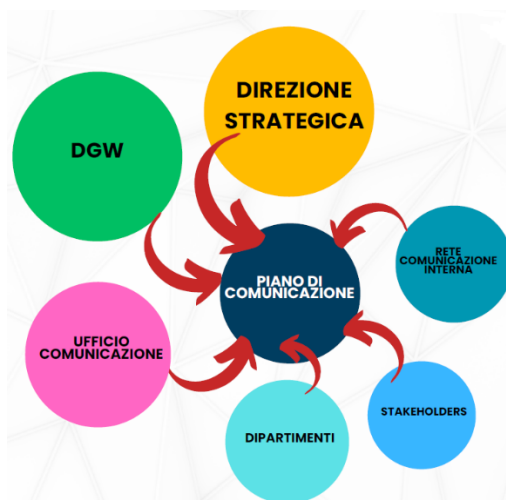 DIREZIONE
STRATEGICA
DGW
RETE
COMUNICAZIONE
INTERNA
PIANO DI
COMUNICAZIONE
UFFICIO
COMUNICAZIONE
STAKEHOLDERS
DIPARTIMENTI